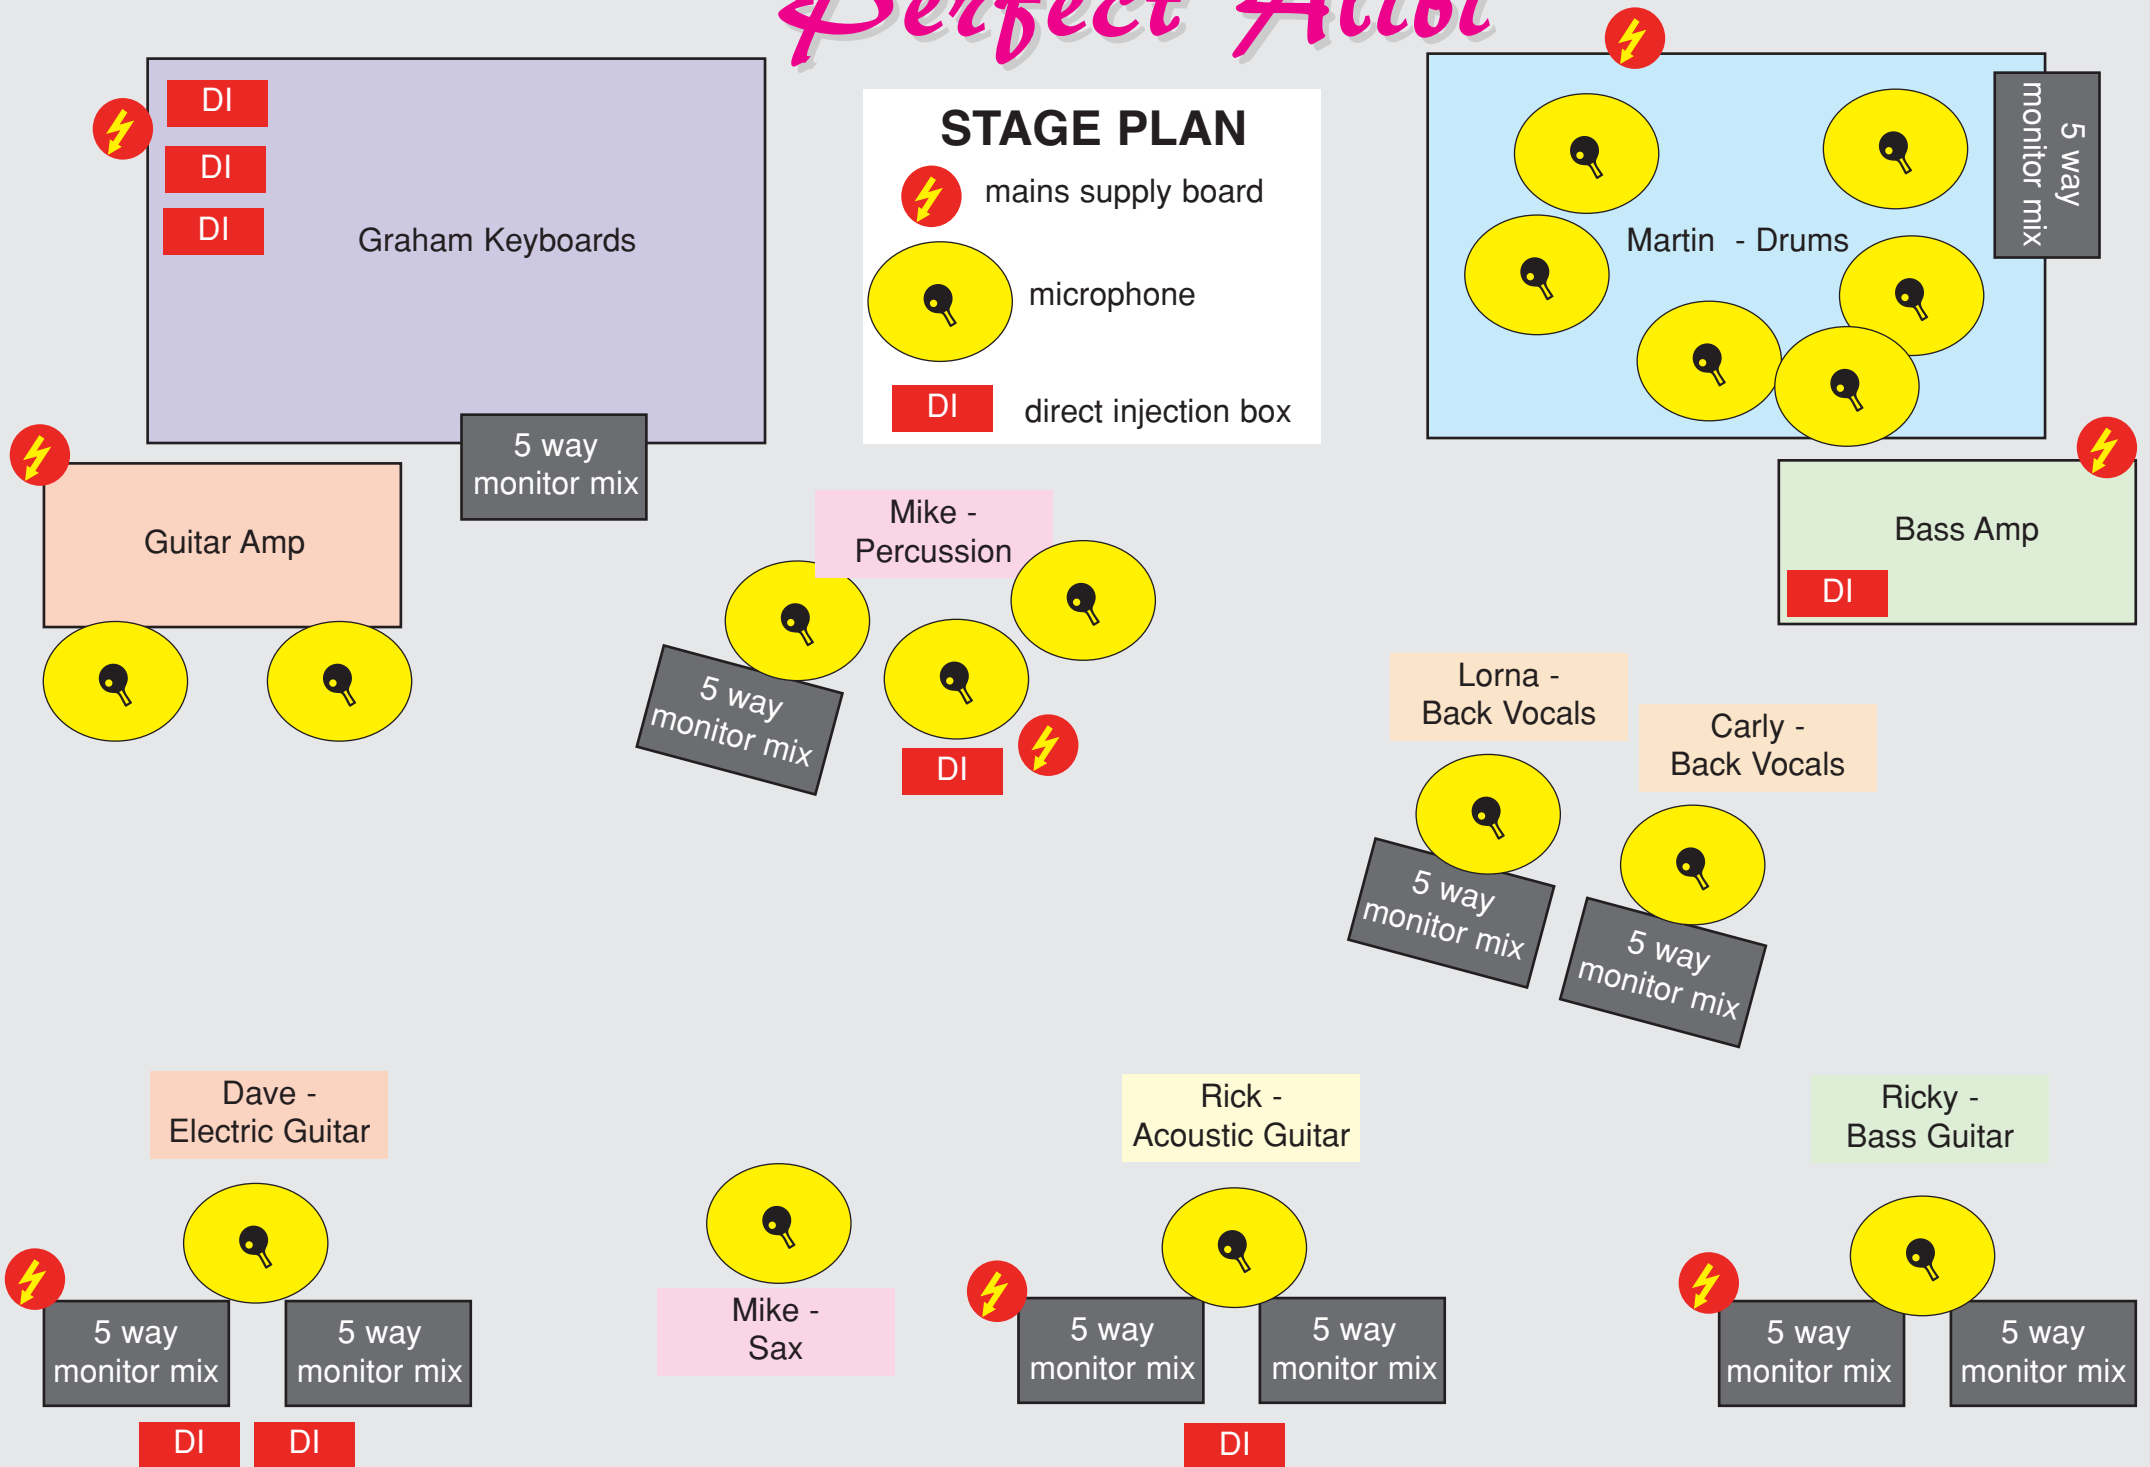 Perfect Alibi
STAGE PLAN
mains supply board
microphone
DI
direct injection box
DI
DI
DI
Graham Keyboards
5 way
monitor mix
Martin - Drums
5 way
monitor mix
Guitar Amp
Mike -
Percussion
5 way
monitor mix
DI
Bass Amp
DI
Lorna -
Back Vocals
5 way
monitor mix
Carly -
Back Vocals
5 way
monitor mix
Dave -
Electric Guitar
5 way
monitor mix
5 way
monitor mix
DI
DI
Mike -
Sax
Rick -
Acoustic Guitar
5 way
monitor mix
5 way
monitor mix
DI
Ricky -
Bass Guitar
5 way
monitor mix
5 way
monitor mix